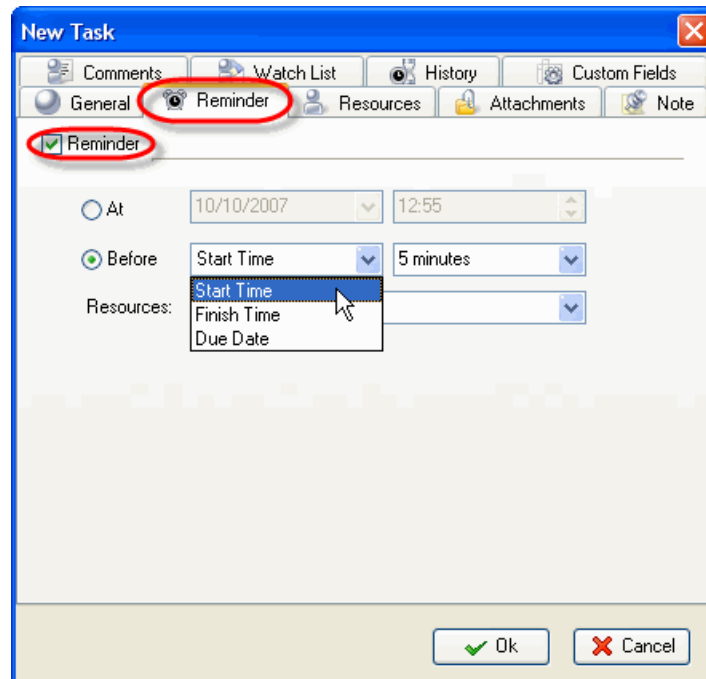 New Task
Comments Watch List History Custom Fields
General Reminder Resources Attachments Note
Reminder
At 10/10/2007 12:55
Before Start Time 5 minutes
Start Time
Resources:
Finish Time
Due Date
Ok Cancel